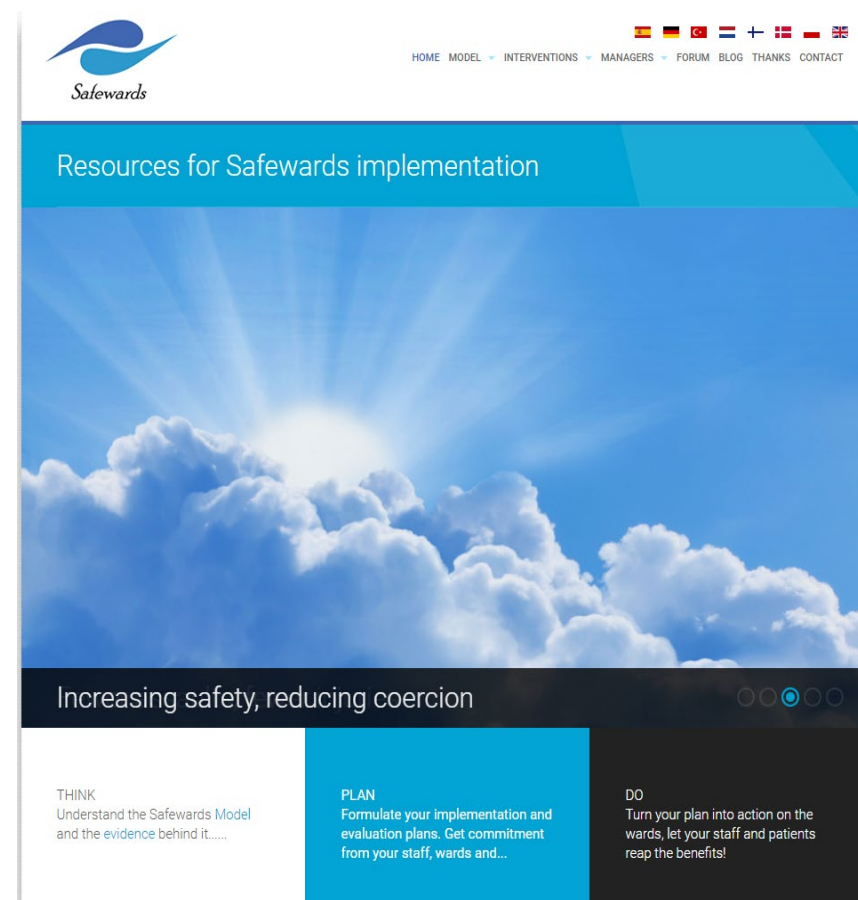 Safewards
HOME MODEL INTERVENTIONS MANAGERS FORUM BLOG THANKS CONTACT
Resources for Safewards implementation
Increasing safety, reducing coercion
THINK
Understand the Safewards Model
and the evidence behind it......
PLAN
Formulate your implementation and
evaluation plans. Get commitment
from your staff, wards and...
DO
Turn your plan into action on the
wards, let your staff and patients
reap the benefits!